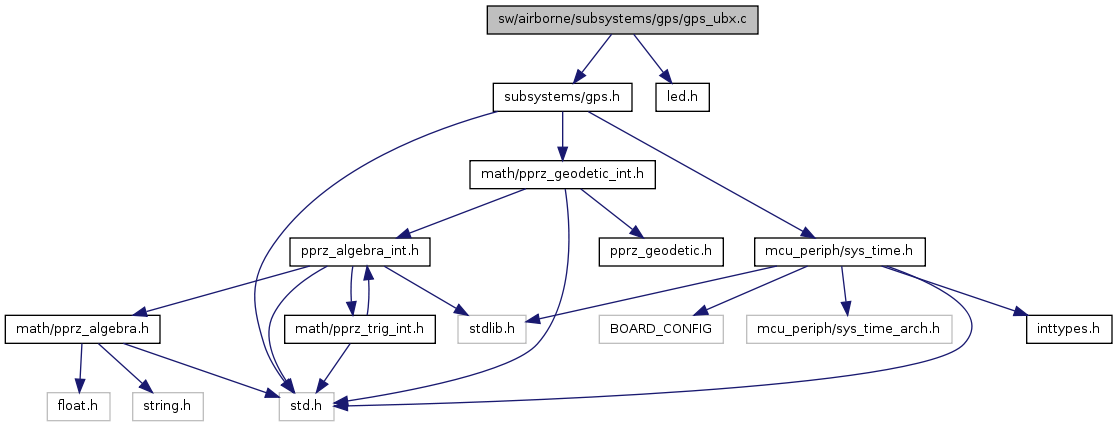 sw/airborne/subsystems/gps/gps_ubx.c
subsystems/gps.h
led.h
math/pprz_geodetic_int.h
pprz_algebra_int.h
pprz_geodetic.h
mcu_periph/sys_time.h
math/pprz_algebra.h
math/pprz_trig_int.h
stdlib.h
BOARD_CONFIG
mcu_periph/sys_time_arch.h
inttypes.h
float.h
string.h
std.h